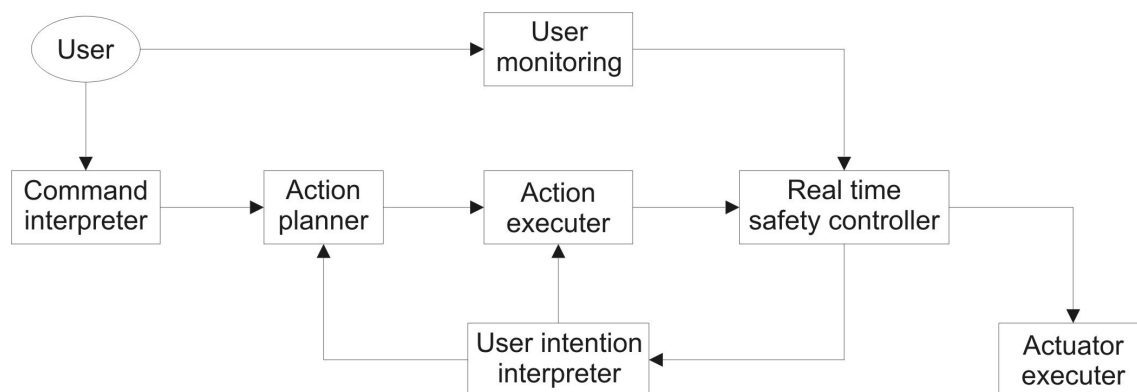 User
User
monitoring
Command
interpreter
Action
planner
Action
executer
Real time
safety controller
User intention
interpreter
Actuator
executer